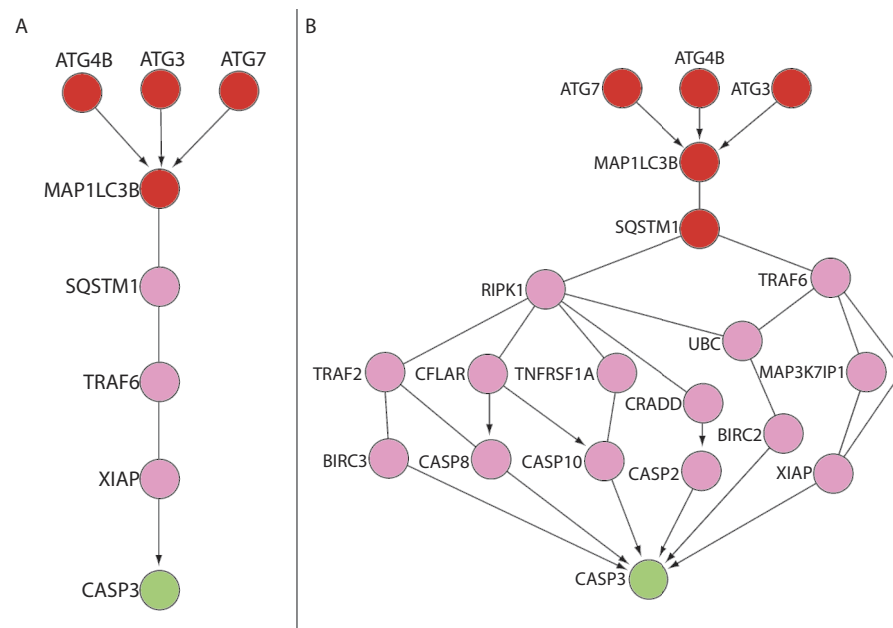 A
ATG4B
ATG3
ATG7
MAP1LC3B
SQSTM1
TRAF6
XIAP
CASP3
B
ATG4B
ATG7
ATG3
MAP1LC3B
SQSTM1
TRAF6
RIPK1
UBC
TRAF2
CFLAR
TNFRSF1A
MAP3K7IP1
CRADD
BIRC2
BIRC3
CASP8
CASP10
CASP2
XIAP
CASP3